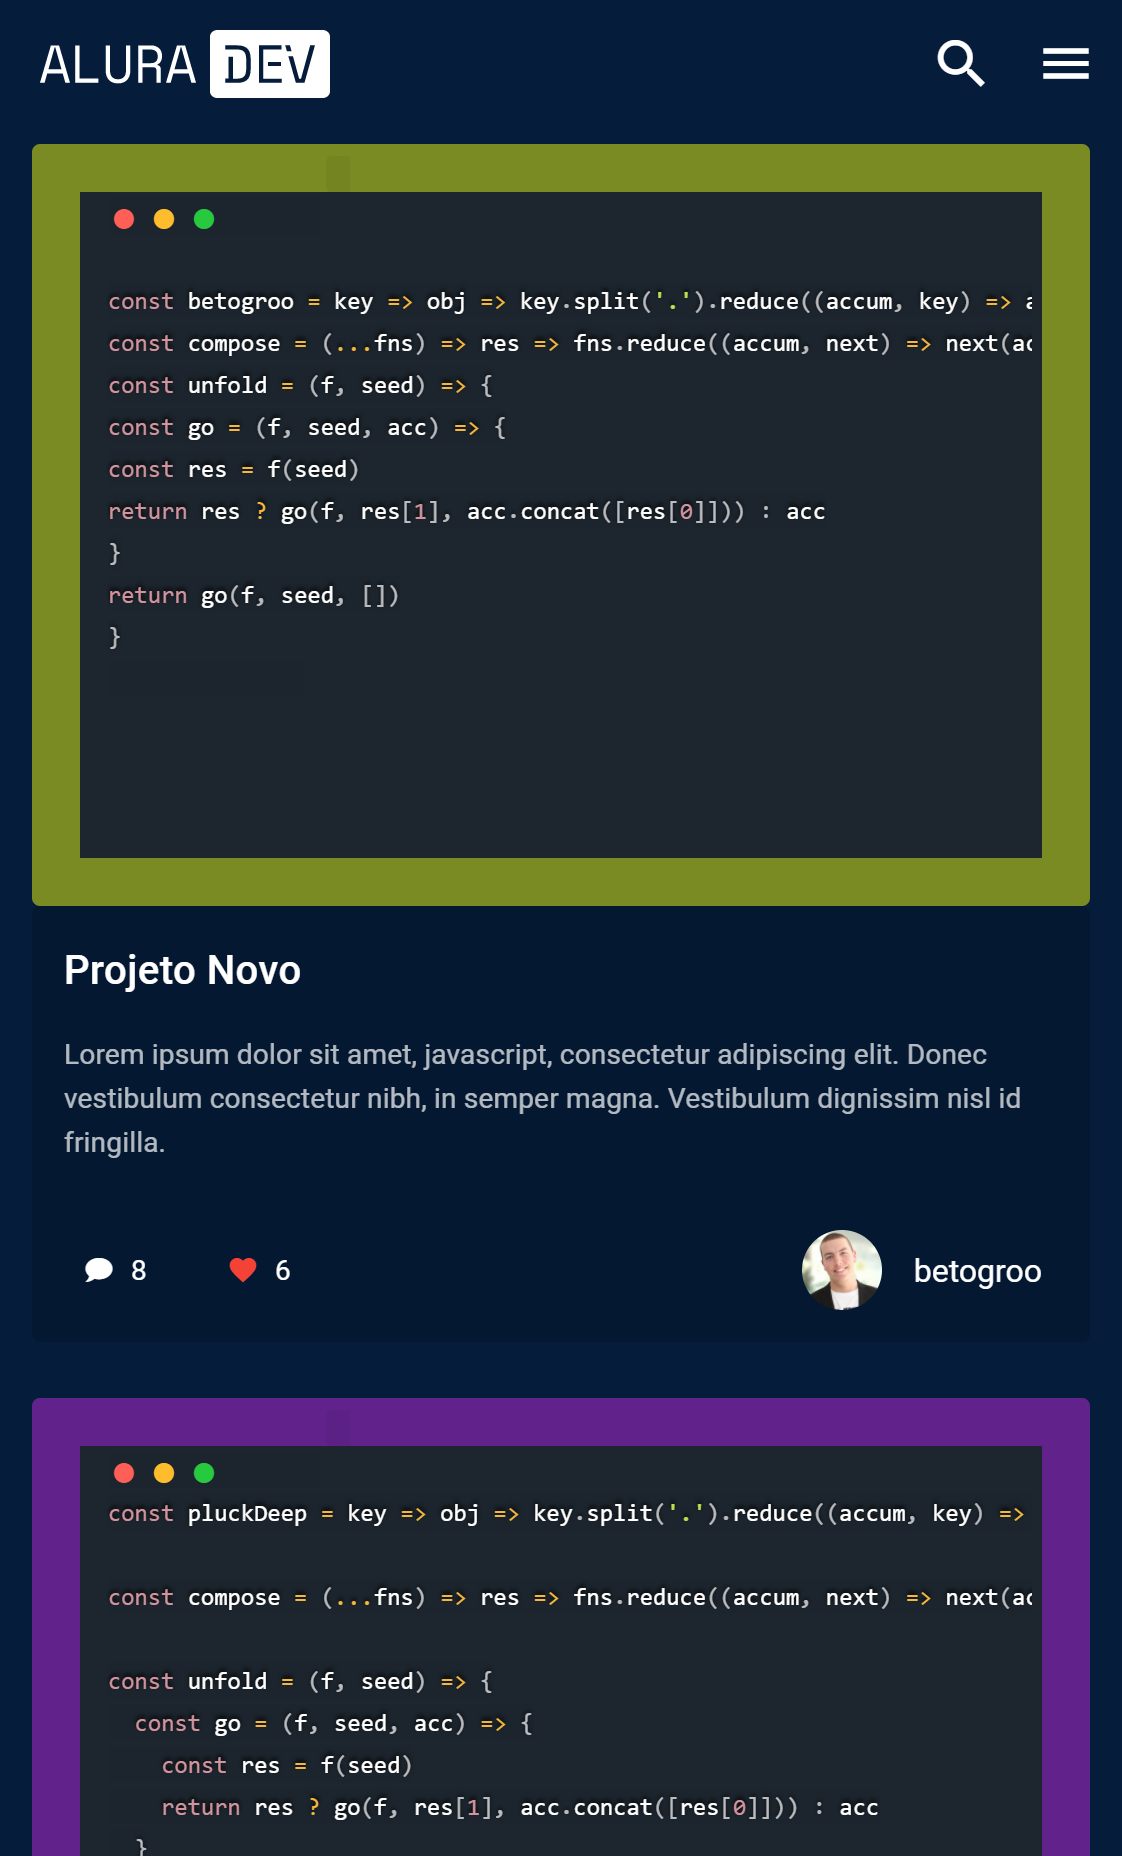 ALURA DEV
const betogroo = key => obj => key.split('.').reduce((accum, key) => a
const compose = (...fns) => res => fns.reduce((accum, next) => next(ac
const unfold = (f, seed) => {
const go = (f, seed, acc) => {
const res = f(seed)
return res ? go(f, res[1], acc.concat([res[0]])) : acc
}
return go(f, seed, [])
}
Projeto Novo
Lorem ipsum dolor sit amet, javascript, consectetur adipiscing elit. Donec
vestibulum consectetur nibh, in semper magna. Vestibulum dignissim nisl id
fringilla.
8 6 betogroo
const pluckDeep = key => obj => key.split('.').reduce((accum, key) =>
const compose = (...fns) => res => fns.reduce((accum, next) => next(ac
const unfold = (f, seed) => {
  const go = (f, seed, acc) => {
    const res = f(seed)
    return res ? go(f, res[1], acc.concat([res[0]])) : acc
  }